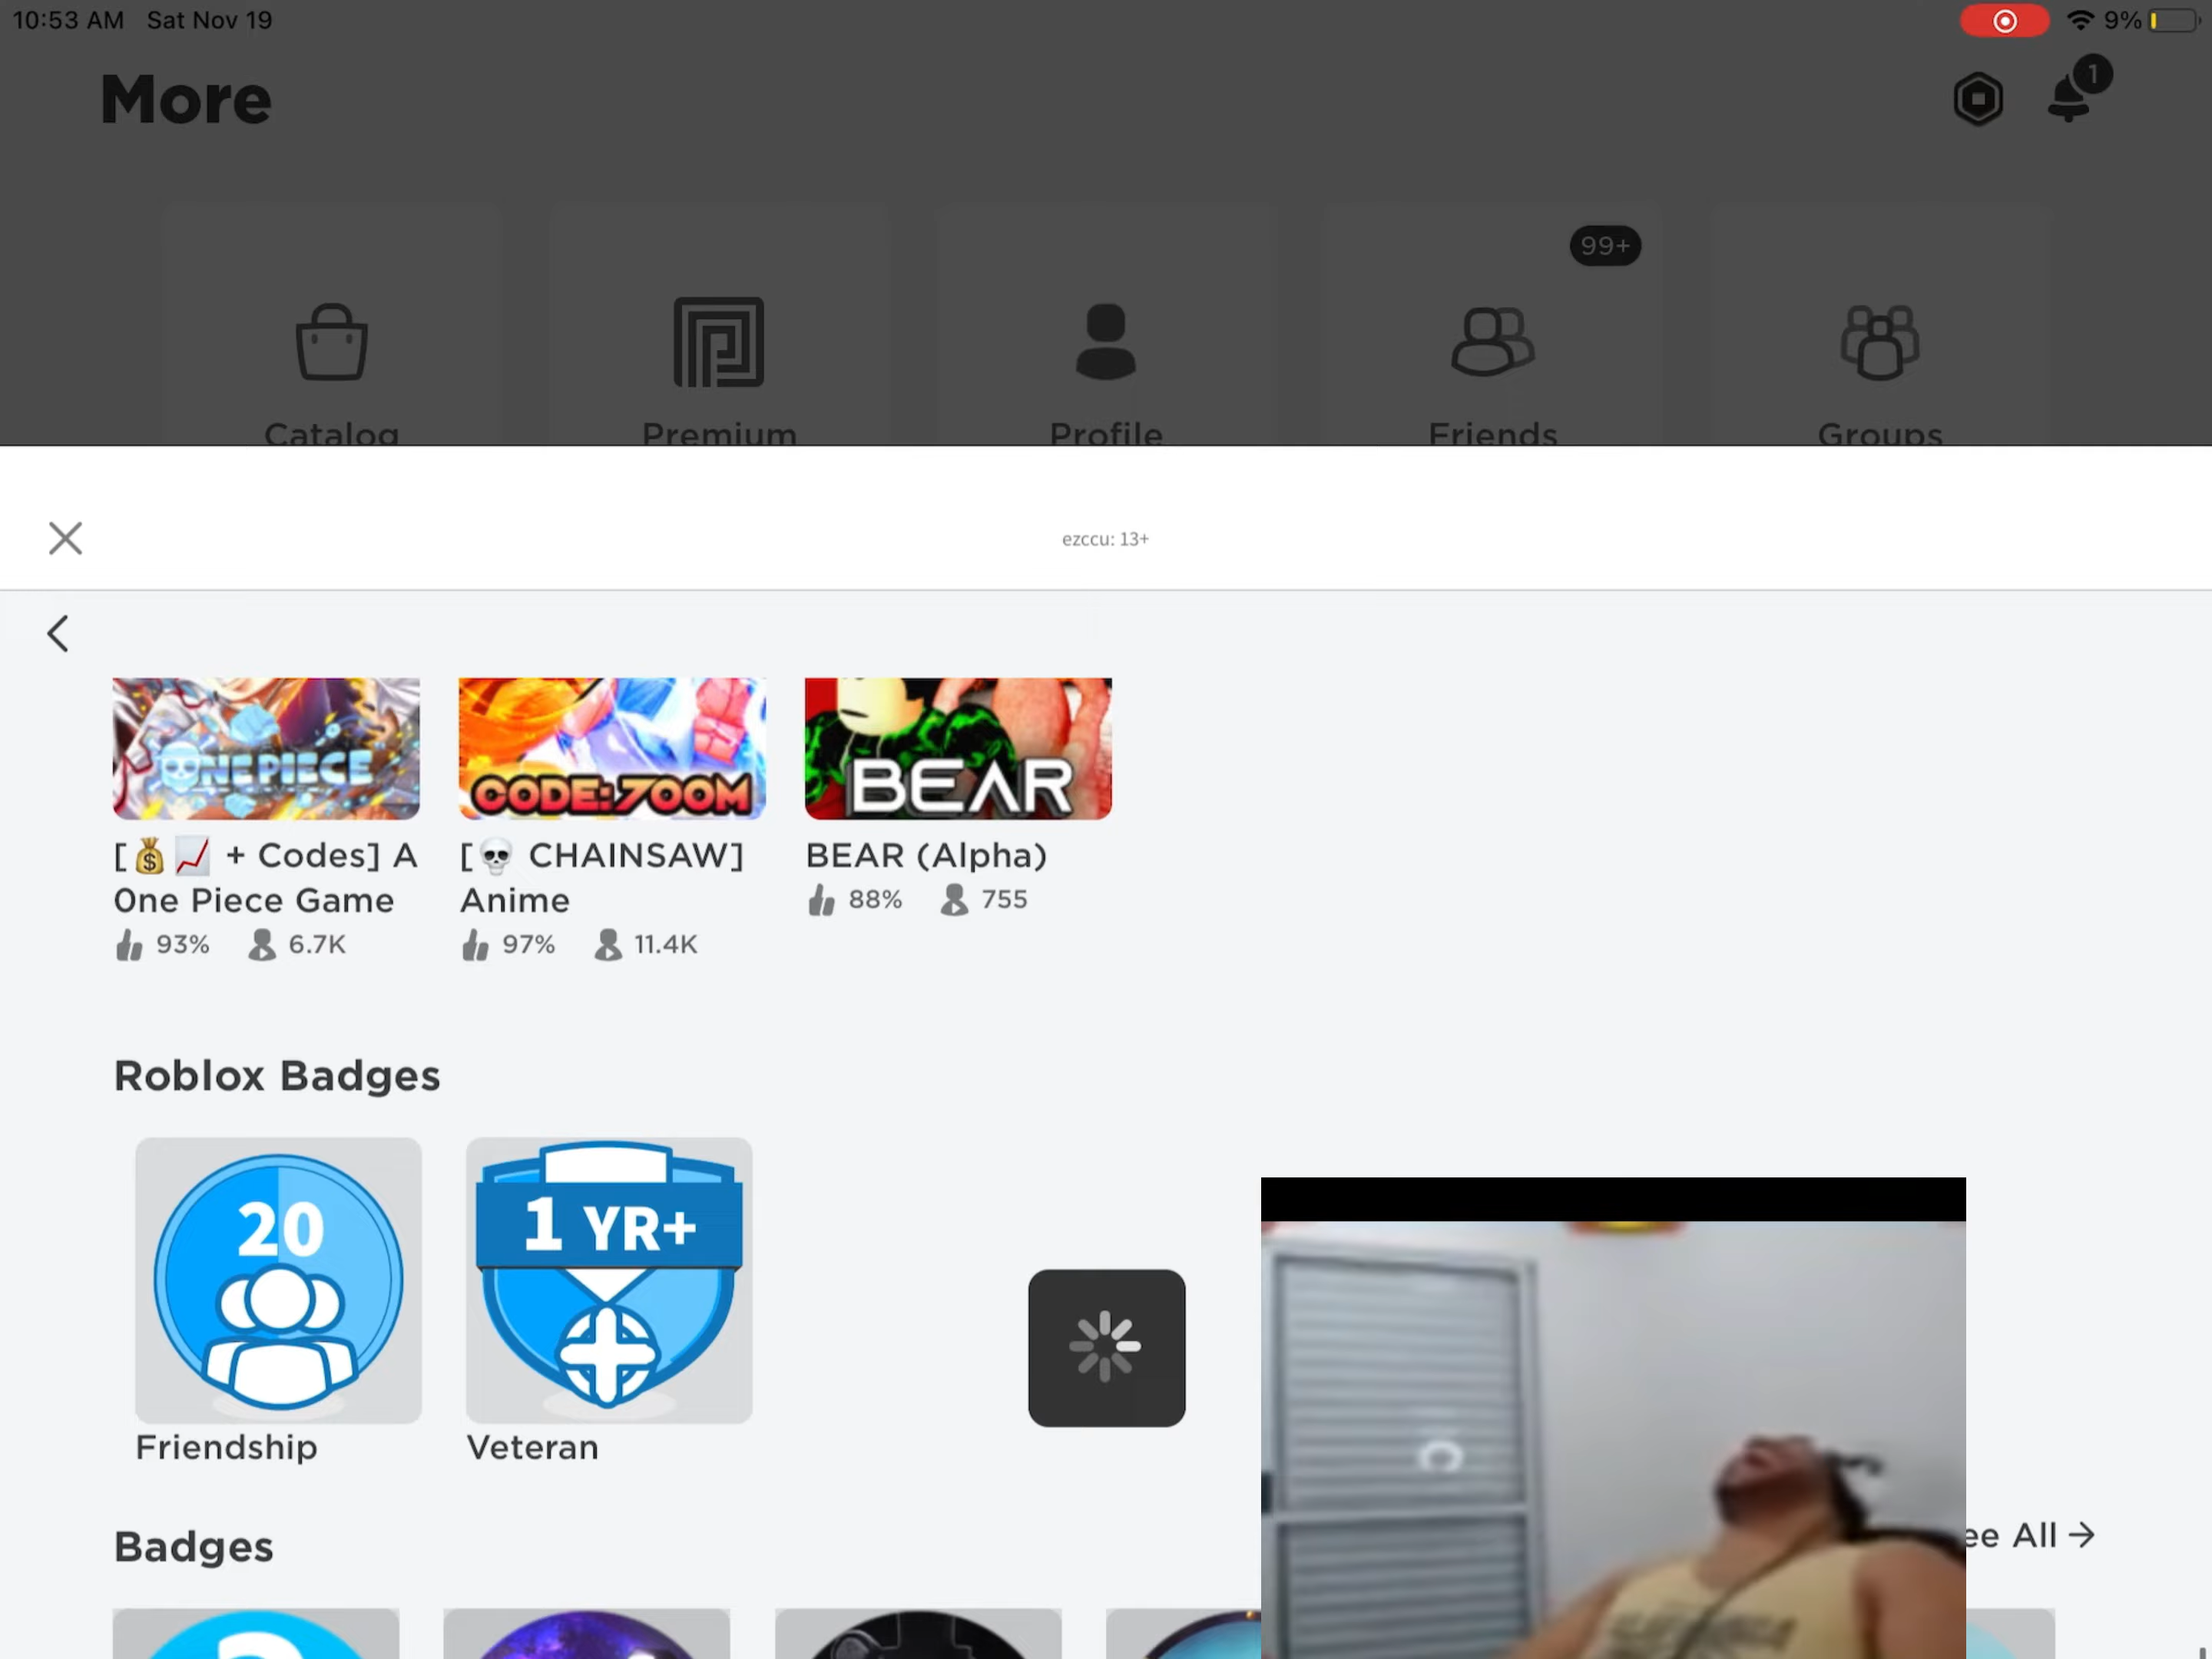 10:53 AM Sat Nov 19
9%
More
1
99+
Catalog
Premium
Profile
Friends
Groups
ezccu: 13+
ONE PIECE
CODE:700M
BEAR
[💰📈 + Codes] A
One Piece Game
93% 6.7K
[💀 CHAINSAW]
Anime
97% 11.4K
BEAR (Alpha)
88% 755
Roblox Badges
20
1 YR+
Friendship
Veteran
Badges
ee All →